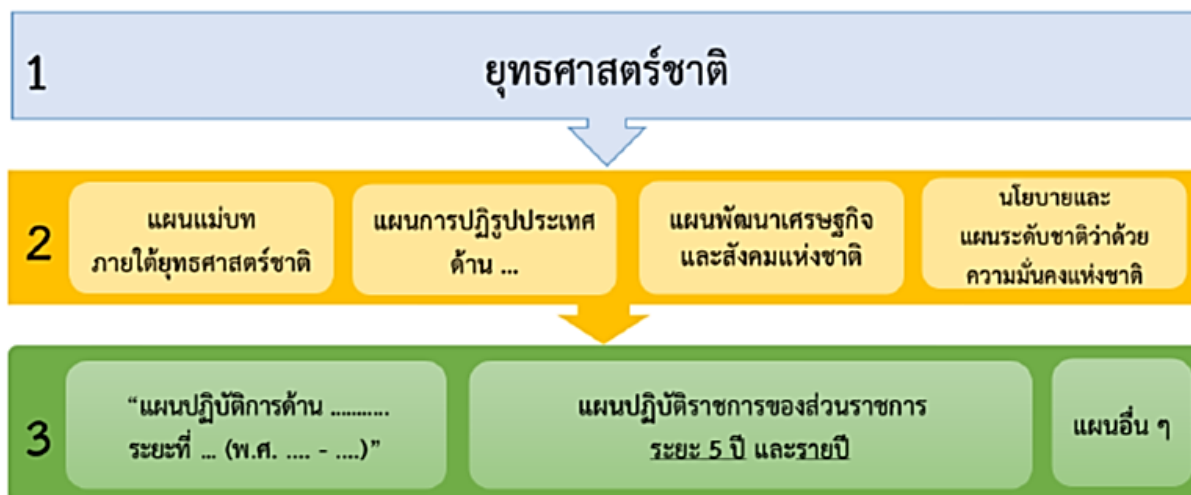 1
ยุทธศาสตร์ชาติ
2
แผนแม่บท
ภายใต้ยุทธศาสตร์ชาติ
แผนการปฏิรูปประเทศ
ด้าน ...
แผนพัฒนาเศรษฐกิจ
และสังคมแห่งชาติ
นโยบายและ
แผนระดับชาติว่าด้วย
ความมั่นคงแห่งชาติ
3
“แผนปฏิบัติการด้าน ...........
ระยะที่ ... (พ.ศ. .... - ....)”
แผนปฏิบัติราชการของส่วนราชการ
ระยะ 5 ปี และรายปี
แผนอื่น ๆ